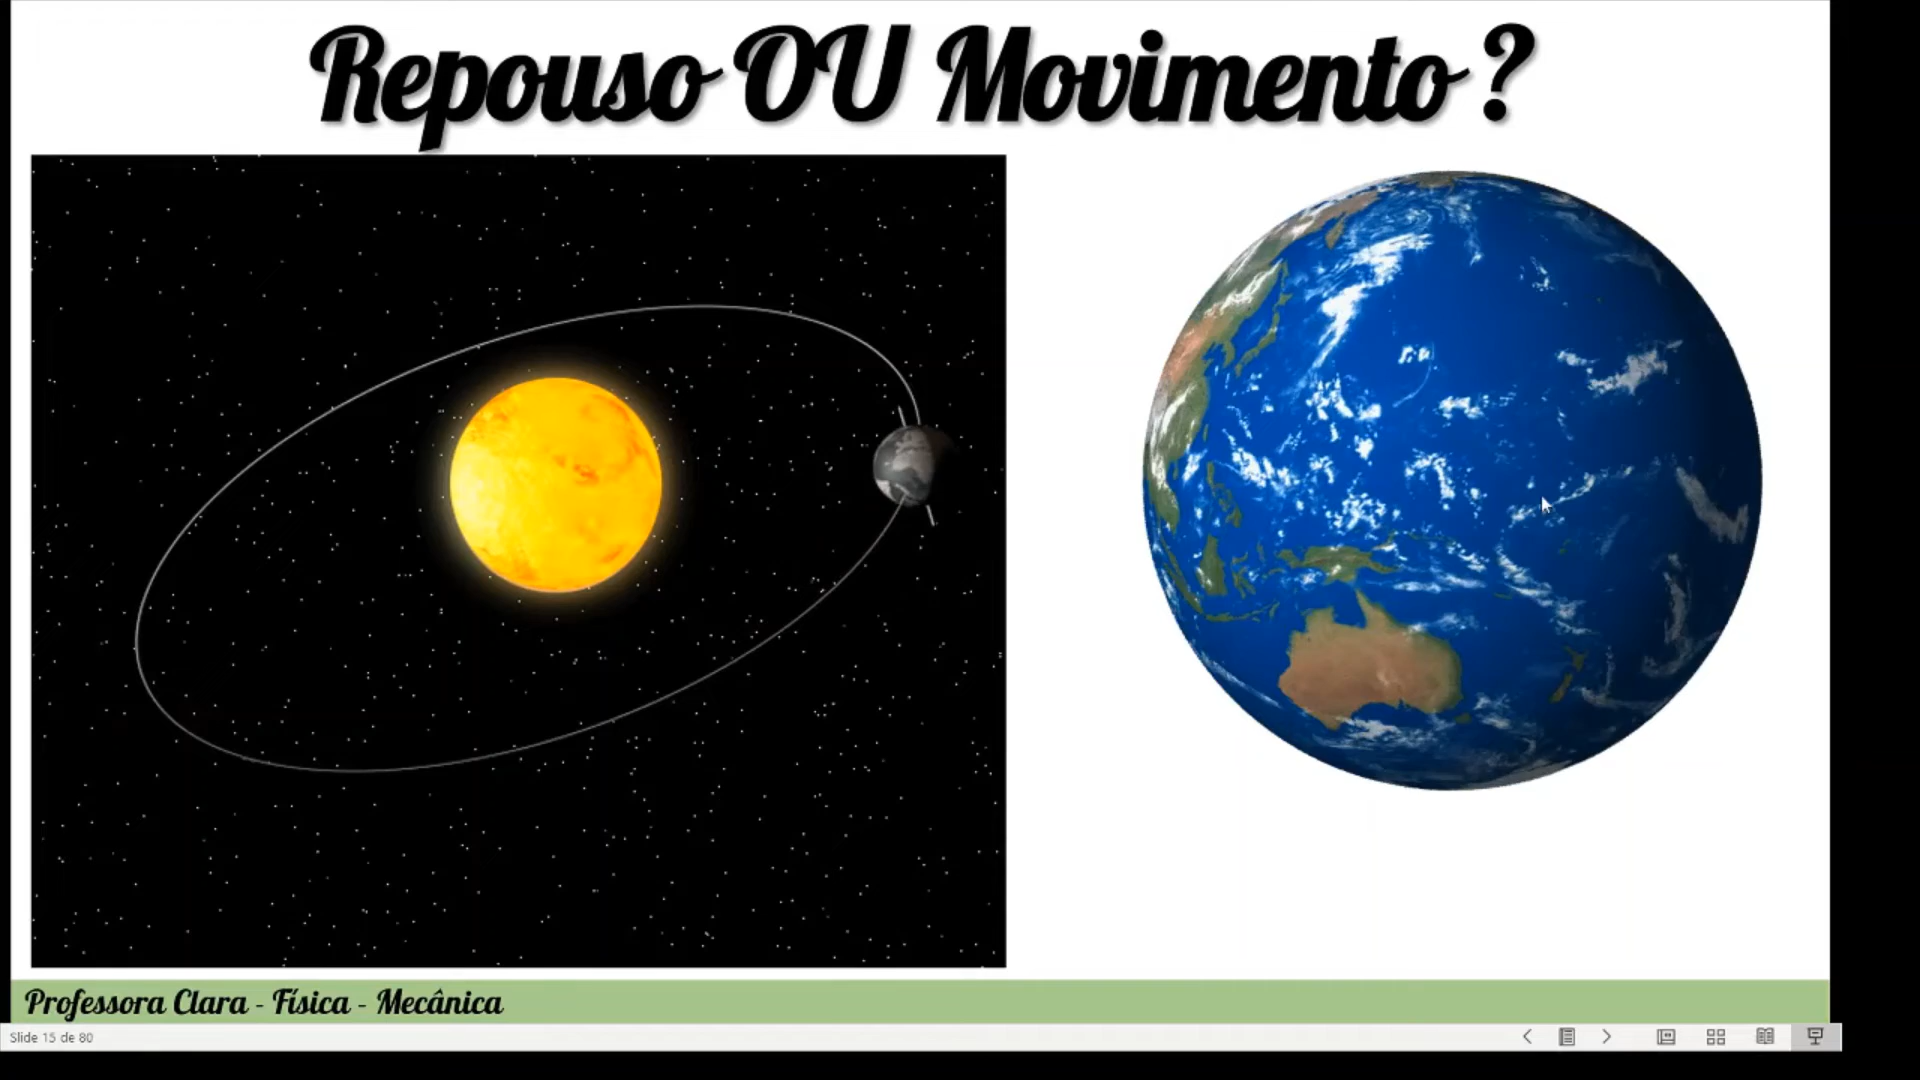 Repouso OU Movimento ?
Professora Clara - Física - Mecânica
Slide 15 de 80